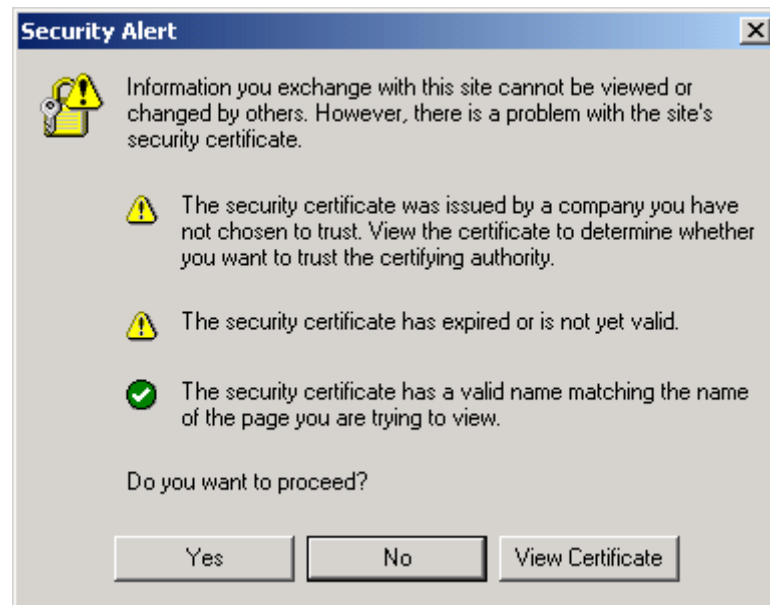 Security Alert
Information you exchange with this site cannot be viewed or
changed by others. However, there is a problem with the site's
security certificate.
The security certificate was issued by a company you have
not chosen to trust. View the certificate to determine whether
you want to trust the certifying authority.
The security certificate has expired or is not yet valid.
The security certificate has a valid name matching the name
of the page you are trying to view.
Do you want to proceed?
Yes No View Certificate